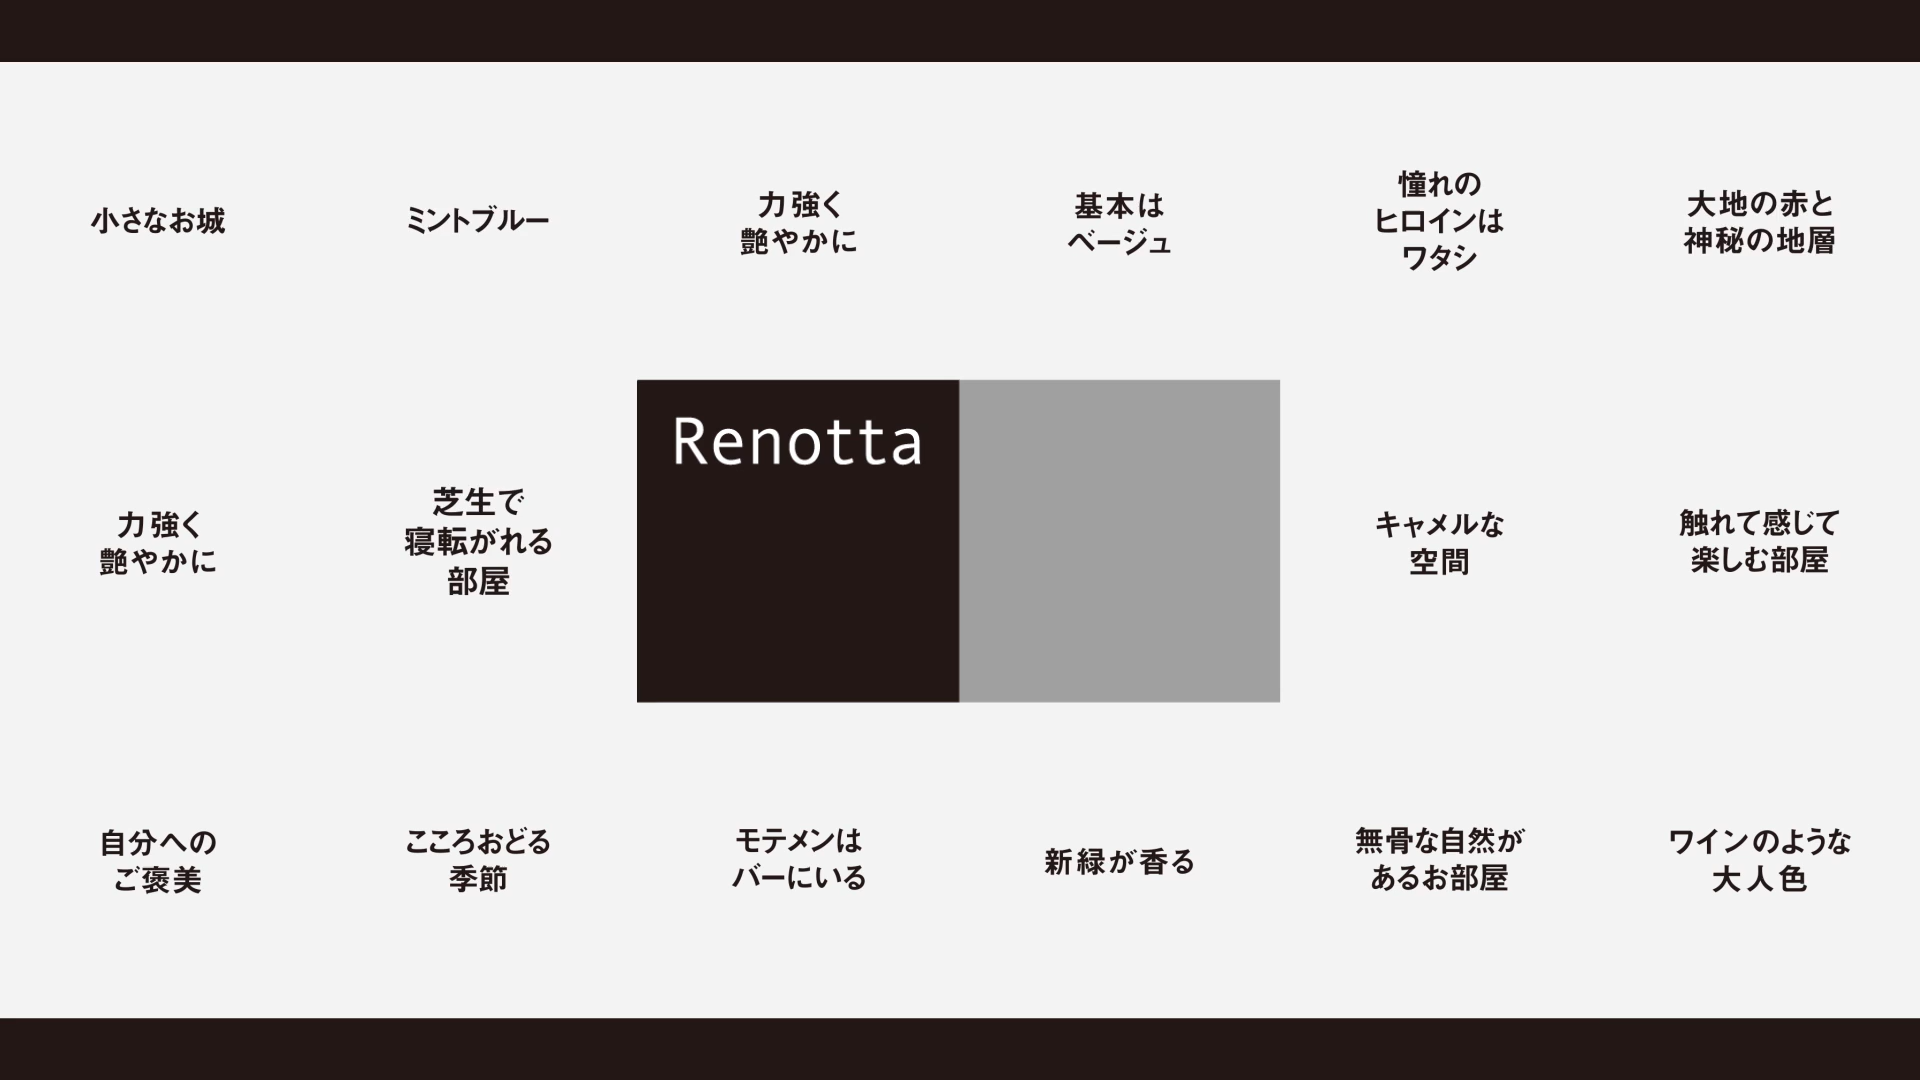 小さなお城
ミントブルー
力強く
艶やかに
基本は
ベージュ
憧れの
ヒロインは
ワタシ
大地の赤と
神秘の地層
力強く
艶やかに
芝生で
寝転がれる
部屋
Renotta
キャメルな
空間
触れて感じて
楽しむ部屋
自分への
ご褒美
こころおどる
季節
モテメンは
バーにいる
新緑が香る
無骨な自然が
あるお部屋
ワインのような
大人色